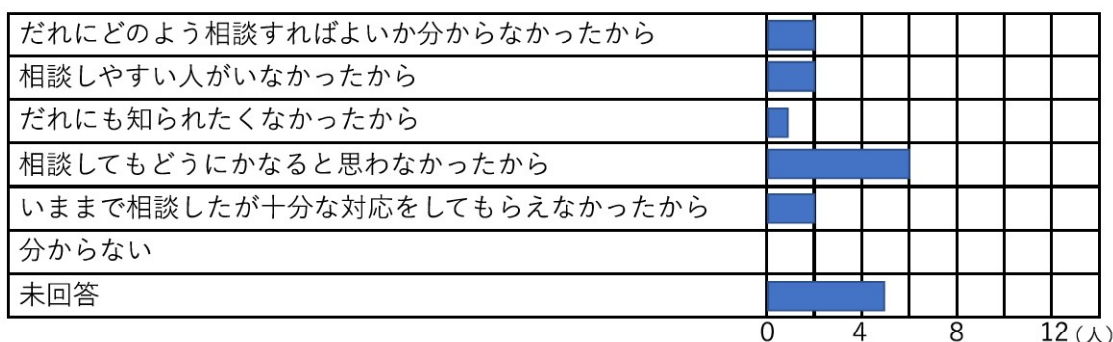 だれにどのよう相談すればよいか分からなかったから
相談しやすい人がいなかったから
だれにも知られたくなかったから
相談してもどうにかなると思わなかったから
いままで相談したが十分な対応をしてもらえなかったから
分からない
未回答
0 4 8 12 (人)